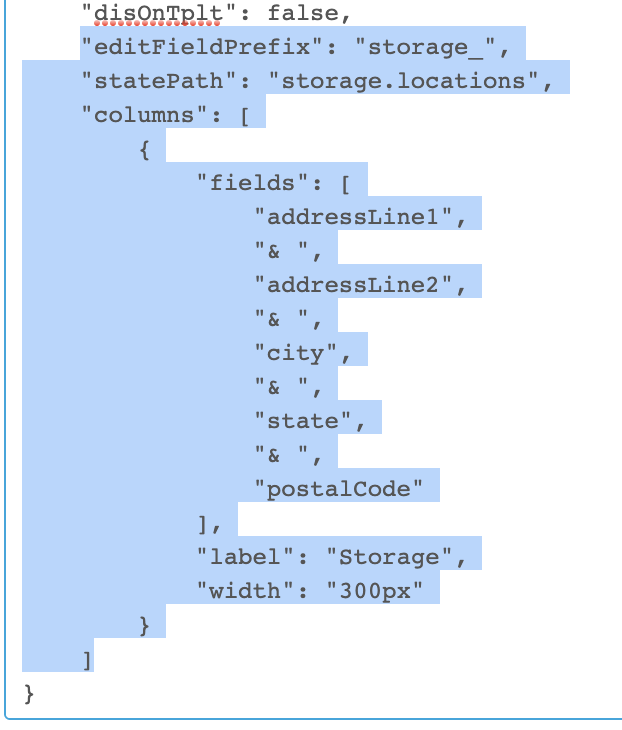 "disOnTplt": false,
"editFieldPrefix": "storage_",
"statePath": "storage.locations",
"columns": [
{
"fields": [
"addressLine1",
"& ",
"addressLine2",
"& ",
"city",
"& ",
"state",
"& ",
"postalCode"
],
"label": "Storage",
"width": "300px"
}
]
}